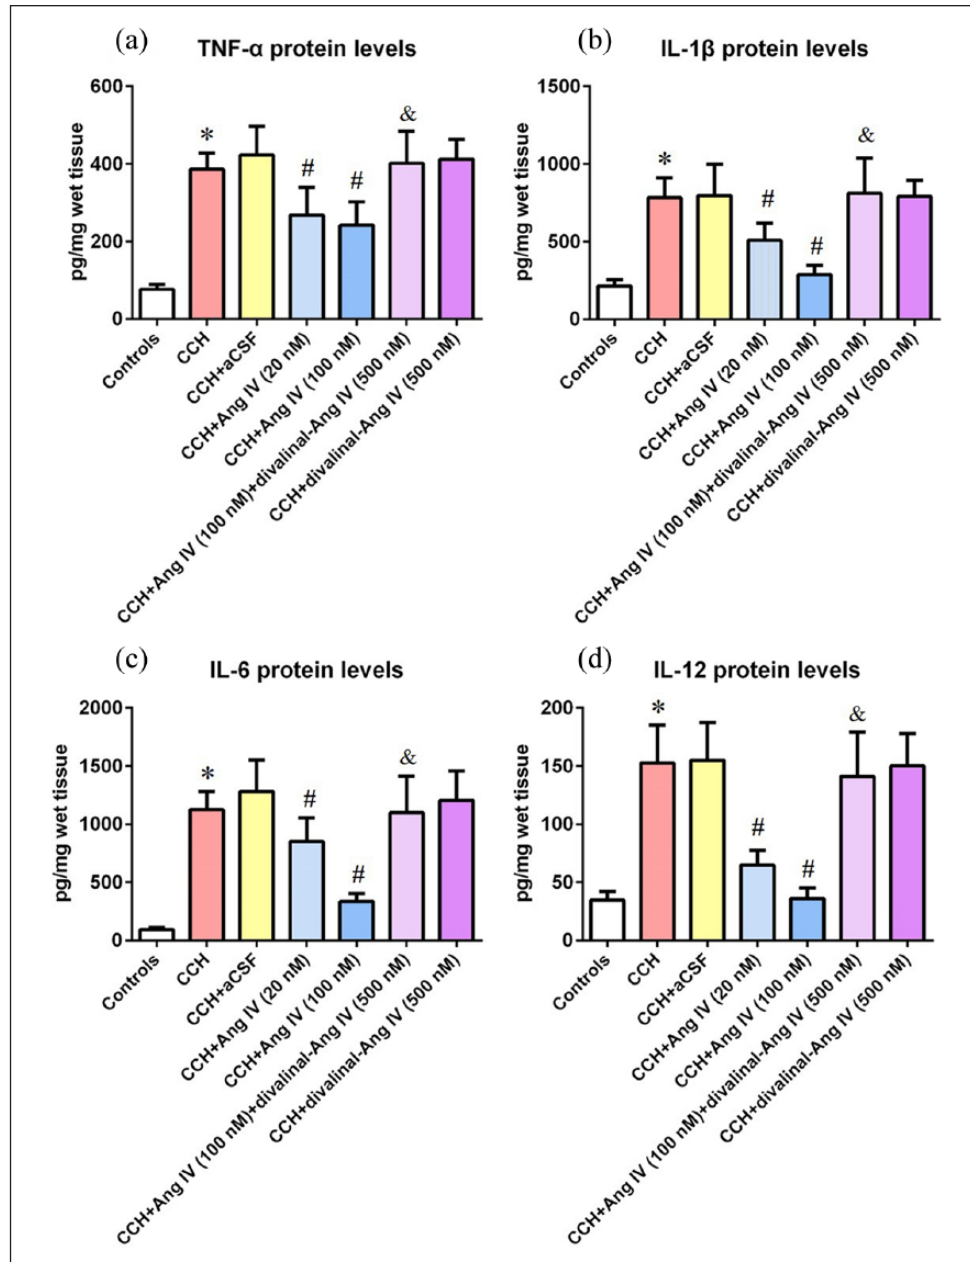 (a)
TNF-α protein levels
pg/mg wet tissue
600
400
200
0
*
#
#
&
Controls
CCH
CCH+aCSF
CCH+Ang IV (20 nM)
CCH+Ang IV (100 nM)
CCH+Ang IV (100 nM)+divalinal-Ang IV (500 nM)
CCH+divalinal-Ang IV (500 nM)
(b)
IL-1β protein levels
pg/mg wet tissue
1500
1000
500
0
*
#
#
&
Controls
CCH
CCH+aCSF
CCH+Ang IV (20 nM)
CCH+Ang IV (100 nM)
CCH+Ang IV (100 nM)+divalinal-Ang IV (500 nM)
CCH+divalinal-Ang IV (500 nM)
(c)
IL-6 protein levels
pg/mg wet tissue
2000
1500
1000
500
0
*
#
#
&
Controls
CCH
CCH+aCSF
CCH+Ang IV (20 nM)
CCH+Ang IV (100 nM)
CCH+Ang IV (100 nM)+divalinal-Ang IV (500 nM)
CCH+divalinal-Ang IV (500 nM)
(d)
IL-12 protein levels
pg/mg wet tissue
200
150
100
50
0
*
#
#
&
Controls
CCH
CCH+aCSF
CCH+Ang IV (20 nM)
CCH+Ang IV (100 nM)
CCH+Ang IV (100 nM)+divalinal-Ang IV (500 nM)
CCH+divalinal-Ang IV (500 nM)